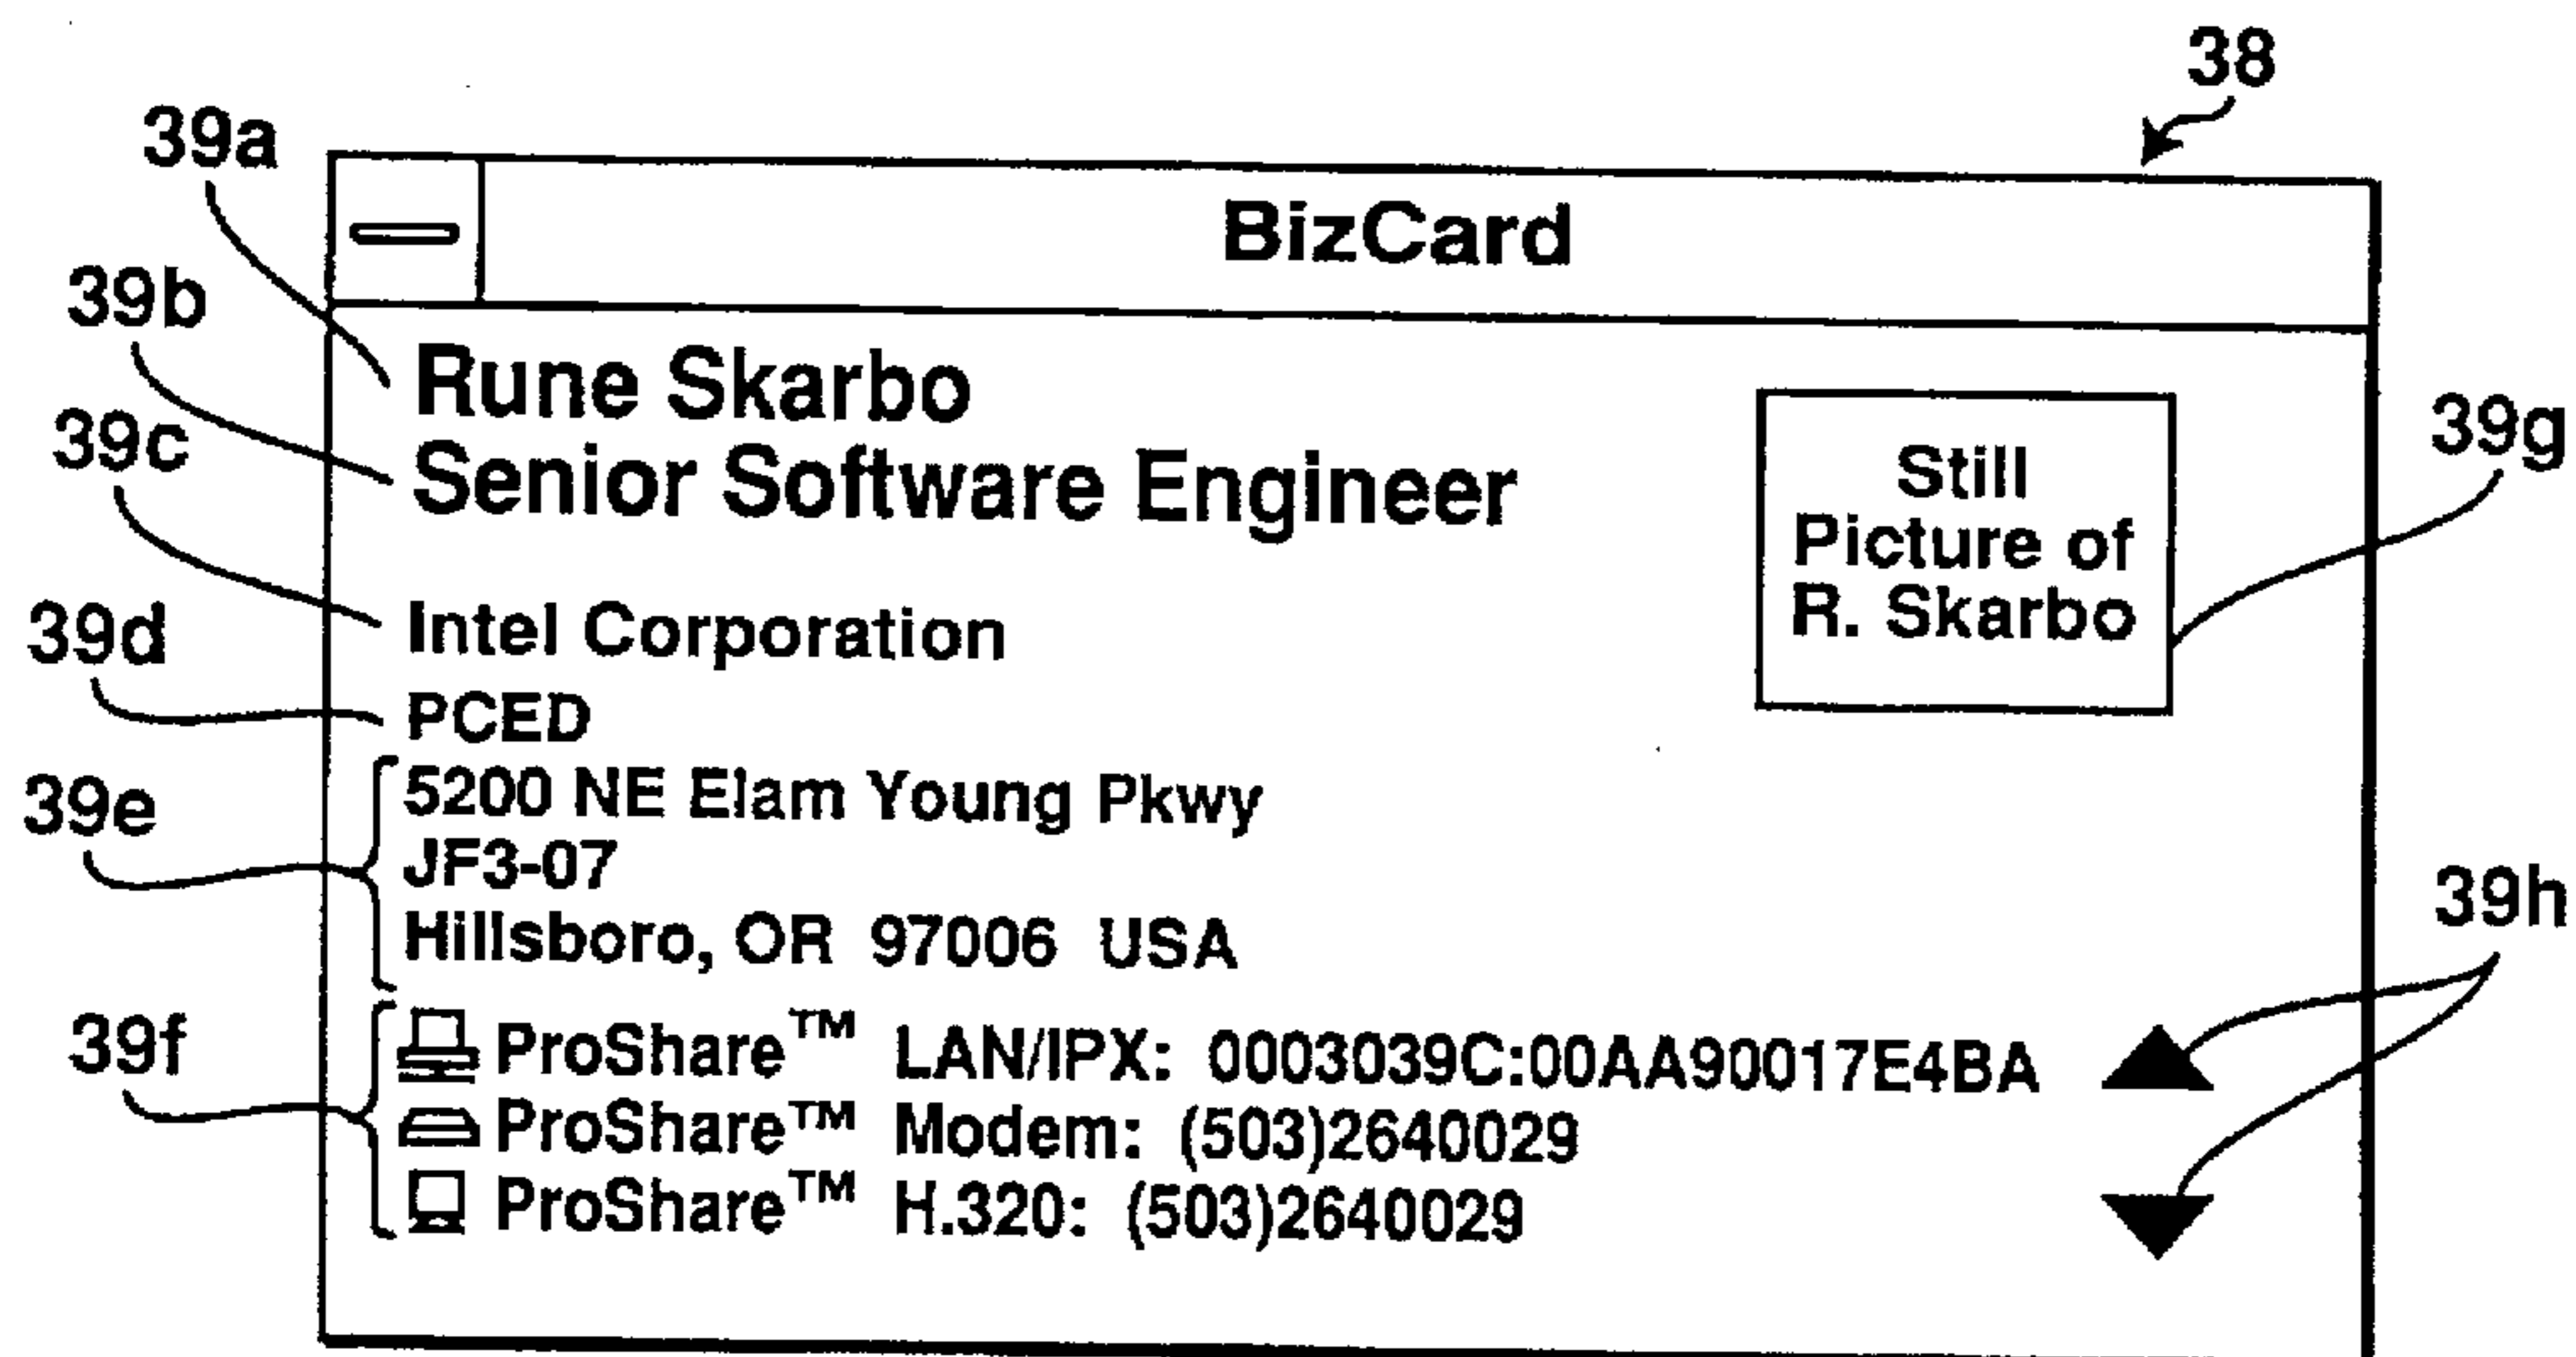 38
39a
BizCard
39b
Rune Skarbo
39c
Senior Software Engineer
39g
Still
Picture of
R. Skarbo
39d
Intel Corporation
PCED
39e
5200 NE Elam Young Pkwy
JF3-07
39h
Hillsboro, OR 97006 USA
39f
ProShare™ LAN/IPX: 0003039C:00AA90017E4BA
ProShare™ Modem: (503)2640029
ProShare™ H.320: (503)2640029